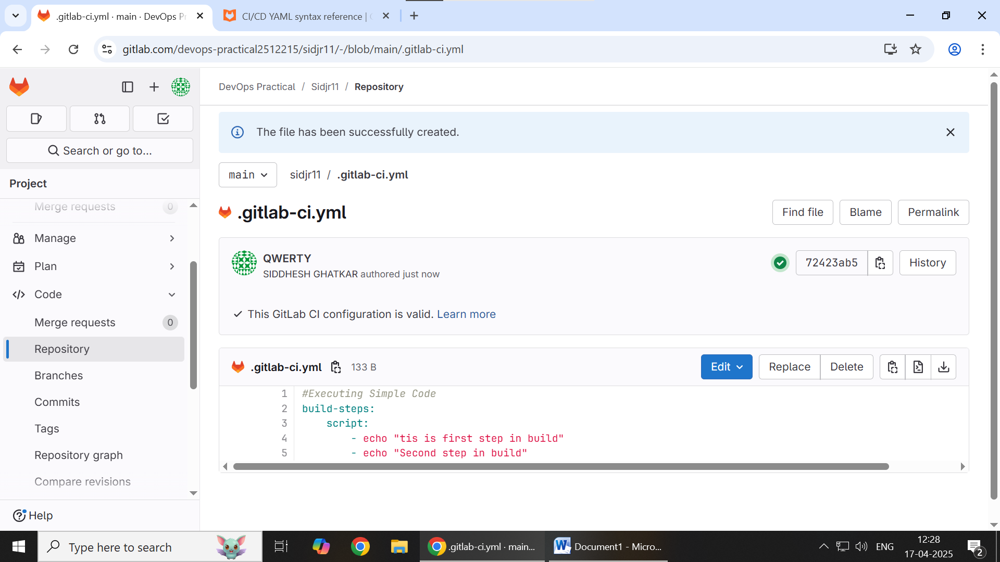 .gitlab-ci.yml · main · DevOps Pr
CI/CD YAML syntax reference |
gitlab.com/devops-practical2512215/sidjr11/-/blob/main/.gitlab-ci.yml
Search or go to...
Project
Merge requests 0
Manage
Plan
Code
Merge requests 0
Repository
Branches
Commits
Tags
Repository graph
Compare revisions
Help
DevOps Practical / Sidjr11 / Repository
The file has been successfully created.
main sidjr11 / .gitlab-ci.yml
.gitlab-ci.yml Find file Blame Permalink
QWERTY
SIDDHESH GHATKAR authored just now
72423ab5 History
This GitLab CI configuration is valid. Learn more
.gitlab-ci.yml 133 B Edit Replace Delete
1 #Executing Simple Code
2 build-steps:
3 script:
4 - echo "tis is first step in build"
5 - echo "Second step in build"
Type here to search
.gitlab-ci.yml · main...
Document1 - Micro...
ENG
12:28
17-04-2025
2